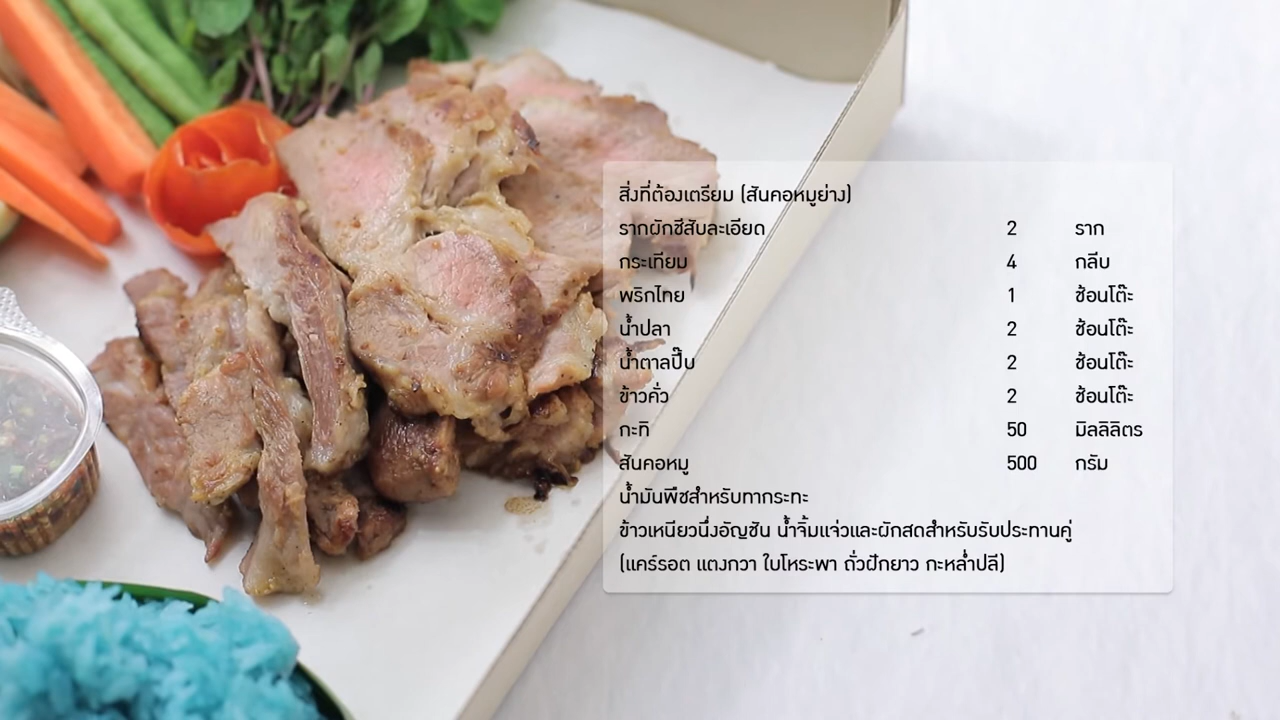 สิ่งที่ต้องเตรียม (สันคอหมูย่าง)
รากผักชีสับละเอียด 2 ราก
กระเทียม 4 กลีบ
พริกไทย 1 ช้อนโต๊ะ
น้ำปลา 2 ช้อนโต๊ะ
น้ำตาลปี๊บ 2 ช้อนโต๊ะ
ข้าวคั่ว 2 ช้อนโต๊ะ
กะทิ 50 มิลลิลิตร
สันคอหมู 500 กรัม
น้ำมันพืชสำหรับทากระทะ
ข้าวเหนียวนึ่งอัญชัน น้ำจิ้มแจ่วและผักสดสำหรับรับประทานคู่
(แคร์รอต แตงกวา ใบโหระพา ถั่วฝักยาว กะหล่ำปลี)